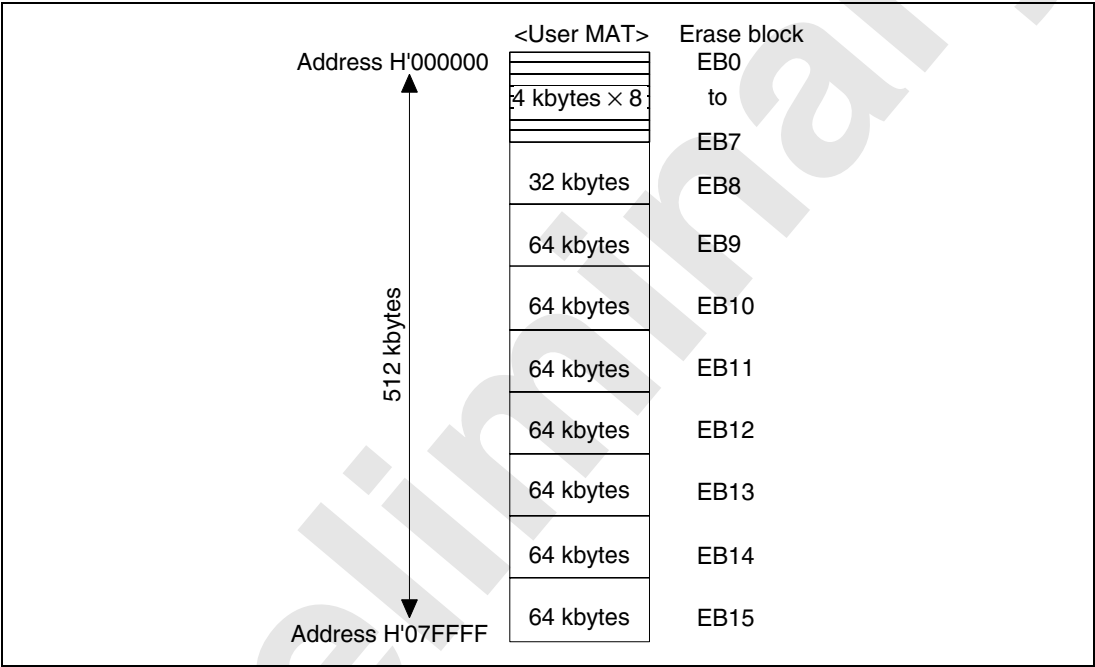 <User MAT> Erase block
Address H'000000 EB0
4 kbytes × 8 to
EB7
32 kbytes EB8
64 kbytes EB9
64 kbytes EB10
512 kbytes
64 kbytes EB11
64 kbytes EB12
64 kbytes EB13
64 kbytes EB14
64 kbytes EB15
Address H'07FFFF